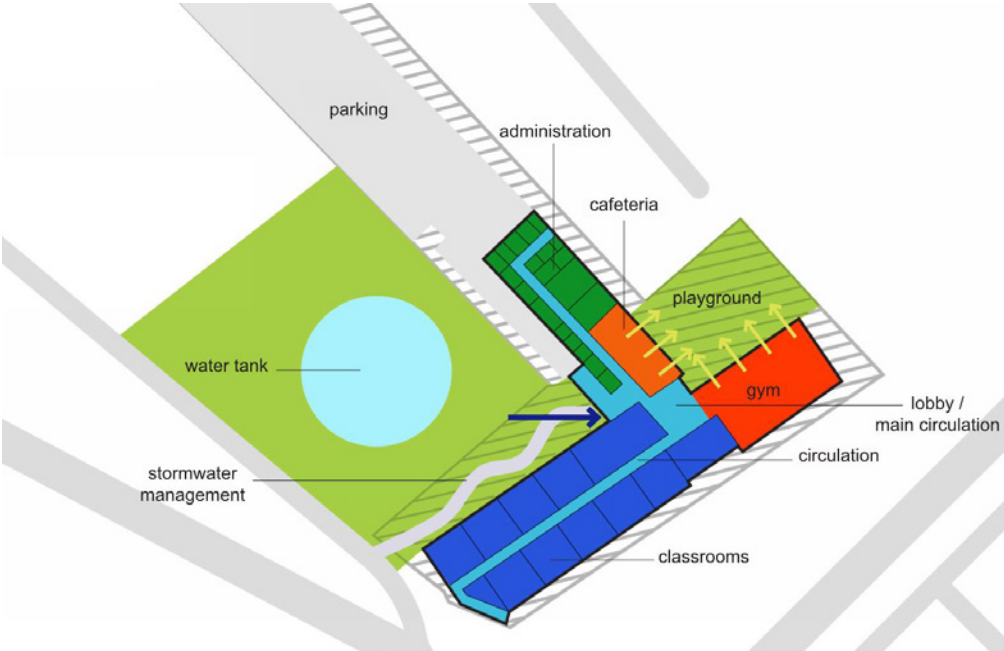 parking
administration
cafeteria
playground
water tank
gym
lobby /
main circulation
circulation
stormwater
management
classrooms